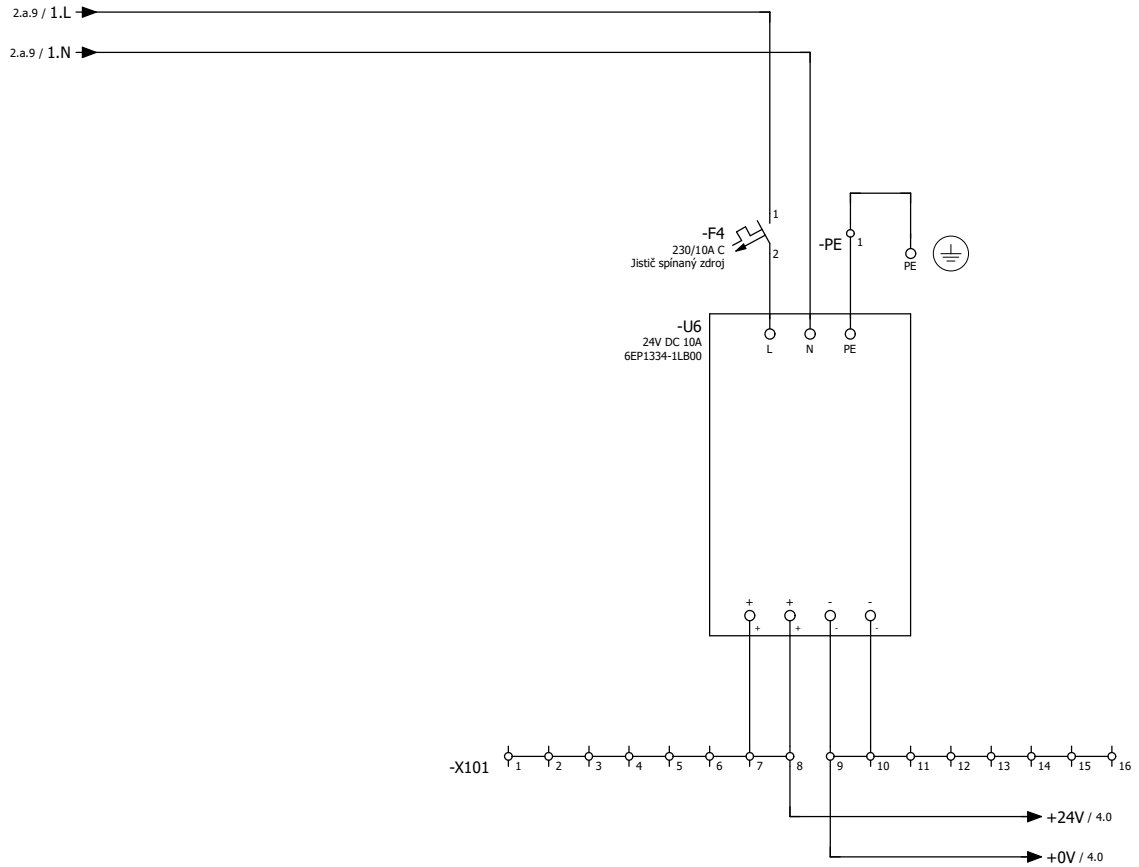 2.a.9 / 1.L
2.a.9 / 1.N
-F4
230/10A C
Jistič spínaný zdroj
1
2
-PE
1
PE
-U6
24V DC 10A
6EP1334-1LB00
L N PE
+ + - -
+ + - -
-X101 1 2 3 4 5 6 7 8 9 10 11 12 13 14 15 16
+24V / 4.0
+0V / 4.0